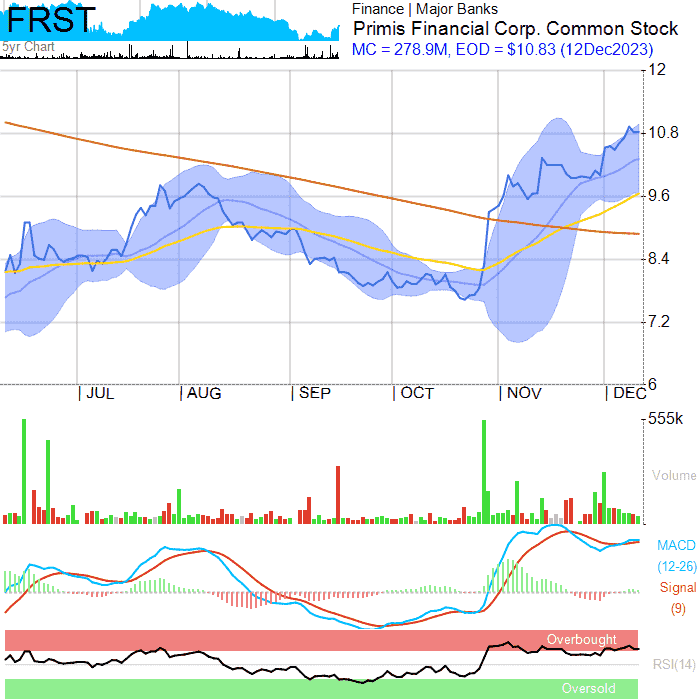 FRST
5yr Chart
Finance | Major Banks
Primis Financial Corp. Common Stock
MC = 278.9M, EOD = $10.83 (12Dec2023)
12
10.8
9.6
8.4
7.2
6
| JUL | AUG | SEP | OCT | NOV | DEC
555k
Volume
MACD
(12-26)
Signal
(9)
Overbought
RSI(14)
Oversold